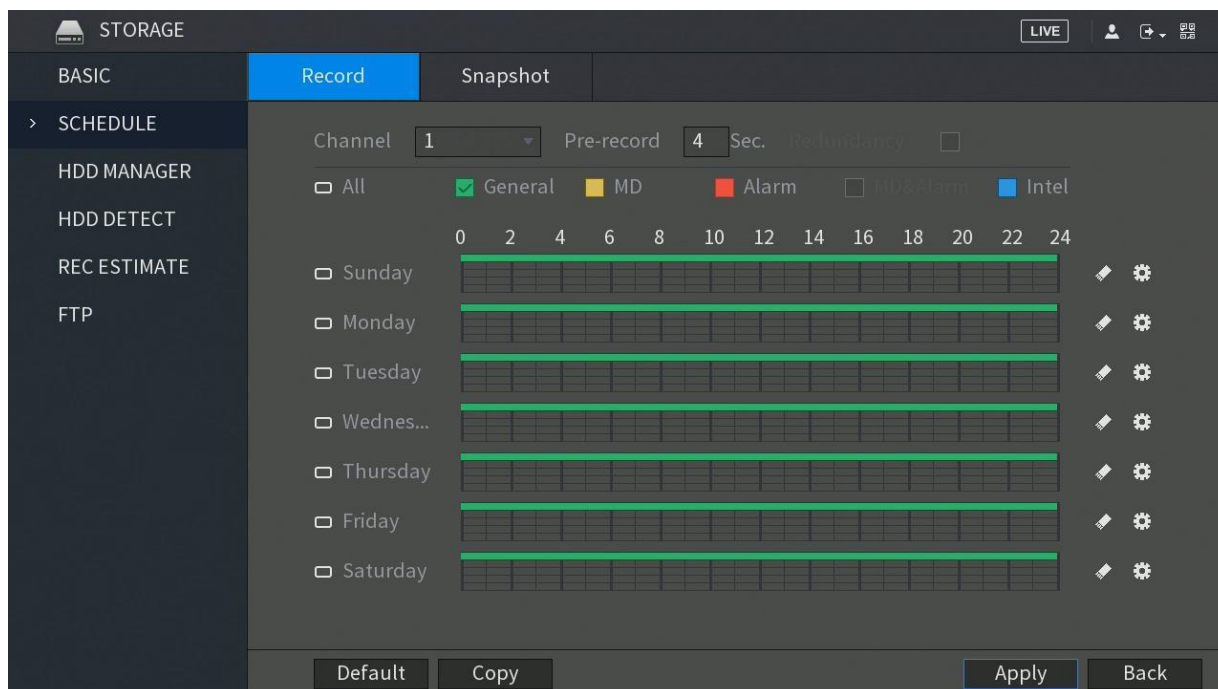 STORAGE LIVE
BASIC Record Snapshot
SCHEDULE
Channel 1 Pre-record 4 Sec. Redundancy
HDD MANAGER
All General MD Alarm MD&Alarm Intel
HDD DETECT
0 2 4 6 8 10 12 14 16 18 20 22 24
REC ESTIMATE
Sunday
FTP
Monday
Tuesday
Wednes...
Thursday
Friday
Saturday
Default Copy Apply Back